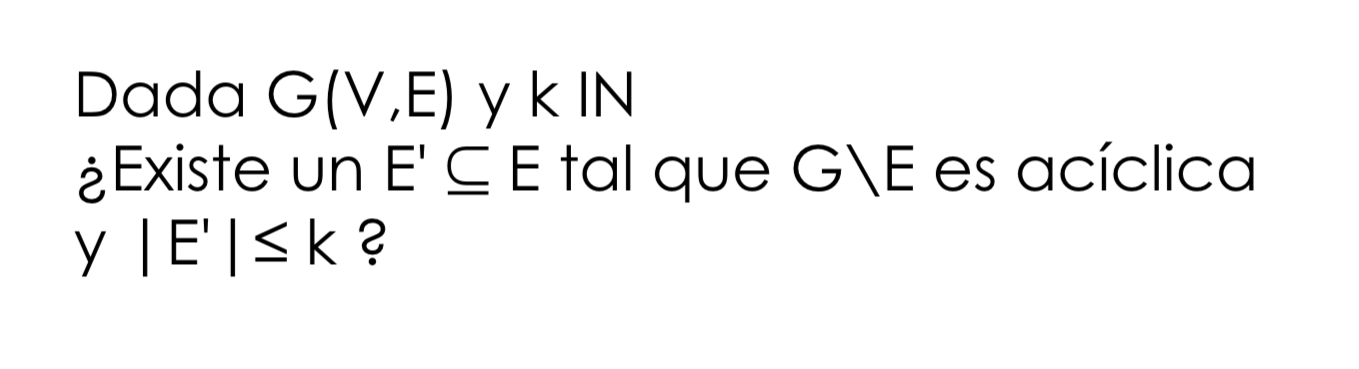 Dada G(V,E) y k IN
¿Existe un E' ⊆ E tal que G\E es acíclica
y |E'|≤ k ?